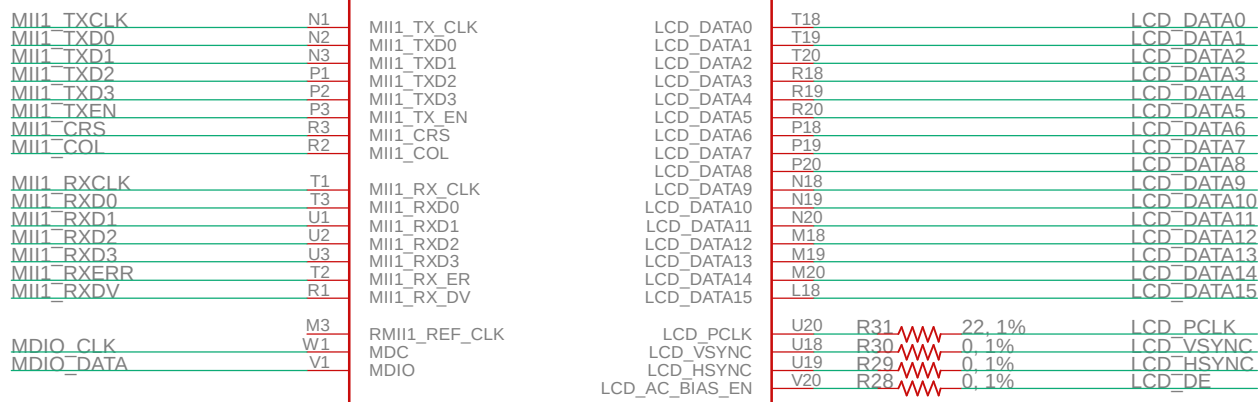 MII1_TXCLK N1 MII1_TX_CLK LCD_DATA0 T18 LCD_DATA0
MII1_TXD0 N2 MII1_TXD0 LCD_DATA1 T19 LCD_DATA1
MII1_TXD1 N3 MII1_TXD1 LCD_DATA2 T20 LCD_DATA2
MII1_TXD2 P1 MII1_TXD2 LCD_DATA3 R18 LCD_DATA3
MII1_TXD3 P2 MII1_TXD3 LCD_DATA4 R19 LCD_DATA4
MII1_TXEN P3 MII1_TX_EN LCD_DATA5 R20 LCD_DATA5
MII1_CRS R3 MII1_CRS LCD_DATA6 P18 LCD_DATA6
MII1_COL R2 MII1_COL LCD_DATA7 P19 LCD_DATA7
LCD_DATA8 P20 LCD_DATA8
MII1_RXCLK T1 MII1_RX_CLK LCD_DATA9 N18 LCD_DATA9
MII1_RXD0 T3 MII1_RXD0 LCD_DATA10 N19 LCD_DATA10
MII1_RXD1 U1 MII1_RXD1 LCD_DATA11 N20 LCD_DATA11
MII1_RXD2 U2 MII1_RXD2 LCD_DATA12 M18 LCD_DATA12
MII1_RXD3 U3 MII1_RXD3 LCD_DATA13 M19 LCD_DATA13
MII1_RXERR T2 MII1_RX_ER LCD_DATA14 M20 LCD_DATA14
MII1_RXDV R1 MII1_RX_DV LCD_DATA15 L18 LCD_DATA15
M3 RMII1_REF_CLK LCD_PCLK U20 R31 22, 1% LCD_PCLK
MDIO_CLK W1 MDC LCD_VSYNC U18 R30 0, 1% LCD_VSYNC
MDIO_DATA V1 MDIO LCD_HSYNC U19 R29 0, 1% LCD_HSYNC
LCD_AC_BIAS_EN V20 R28 0, 1% LCD_DE